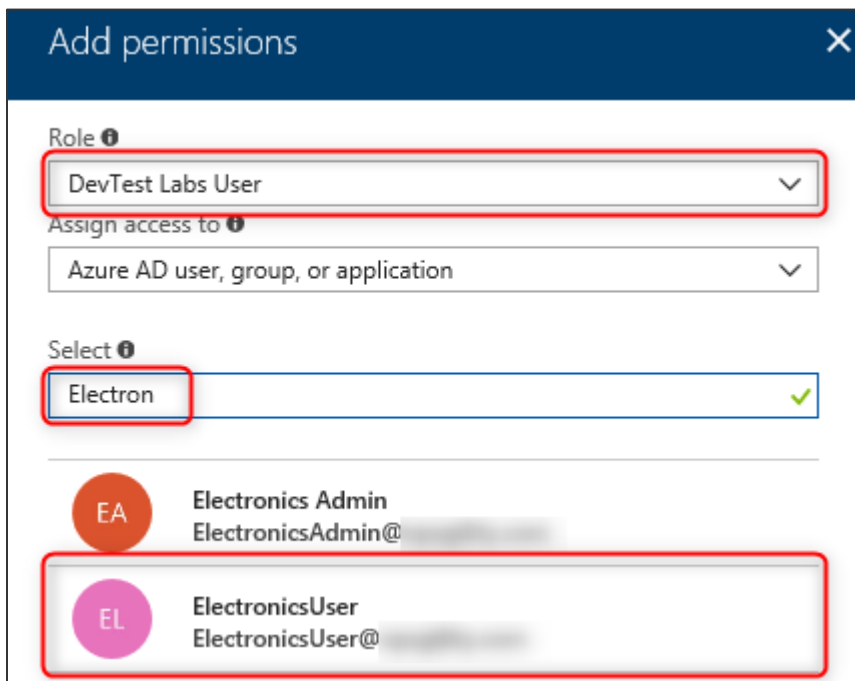 Add permissions
Role
DevTest Labs User
Assign access to
Azure AD user, group, or application
Select
Electron
EA
Electronics Admin
ElectronicsAdmin@
EL
ElectronicsUser
ElectronicsUser@